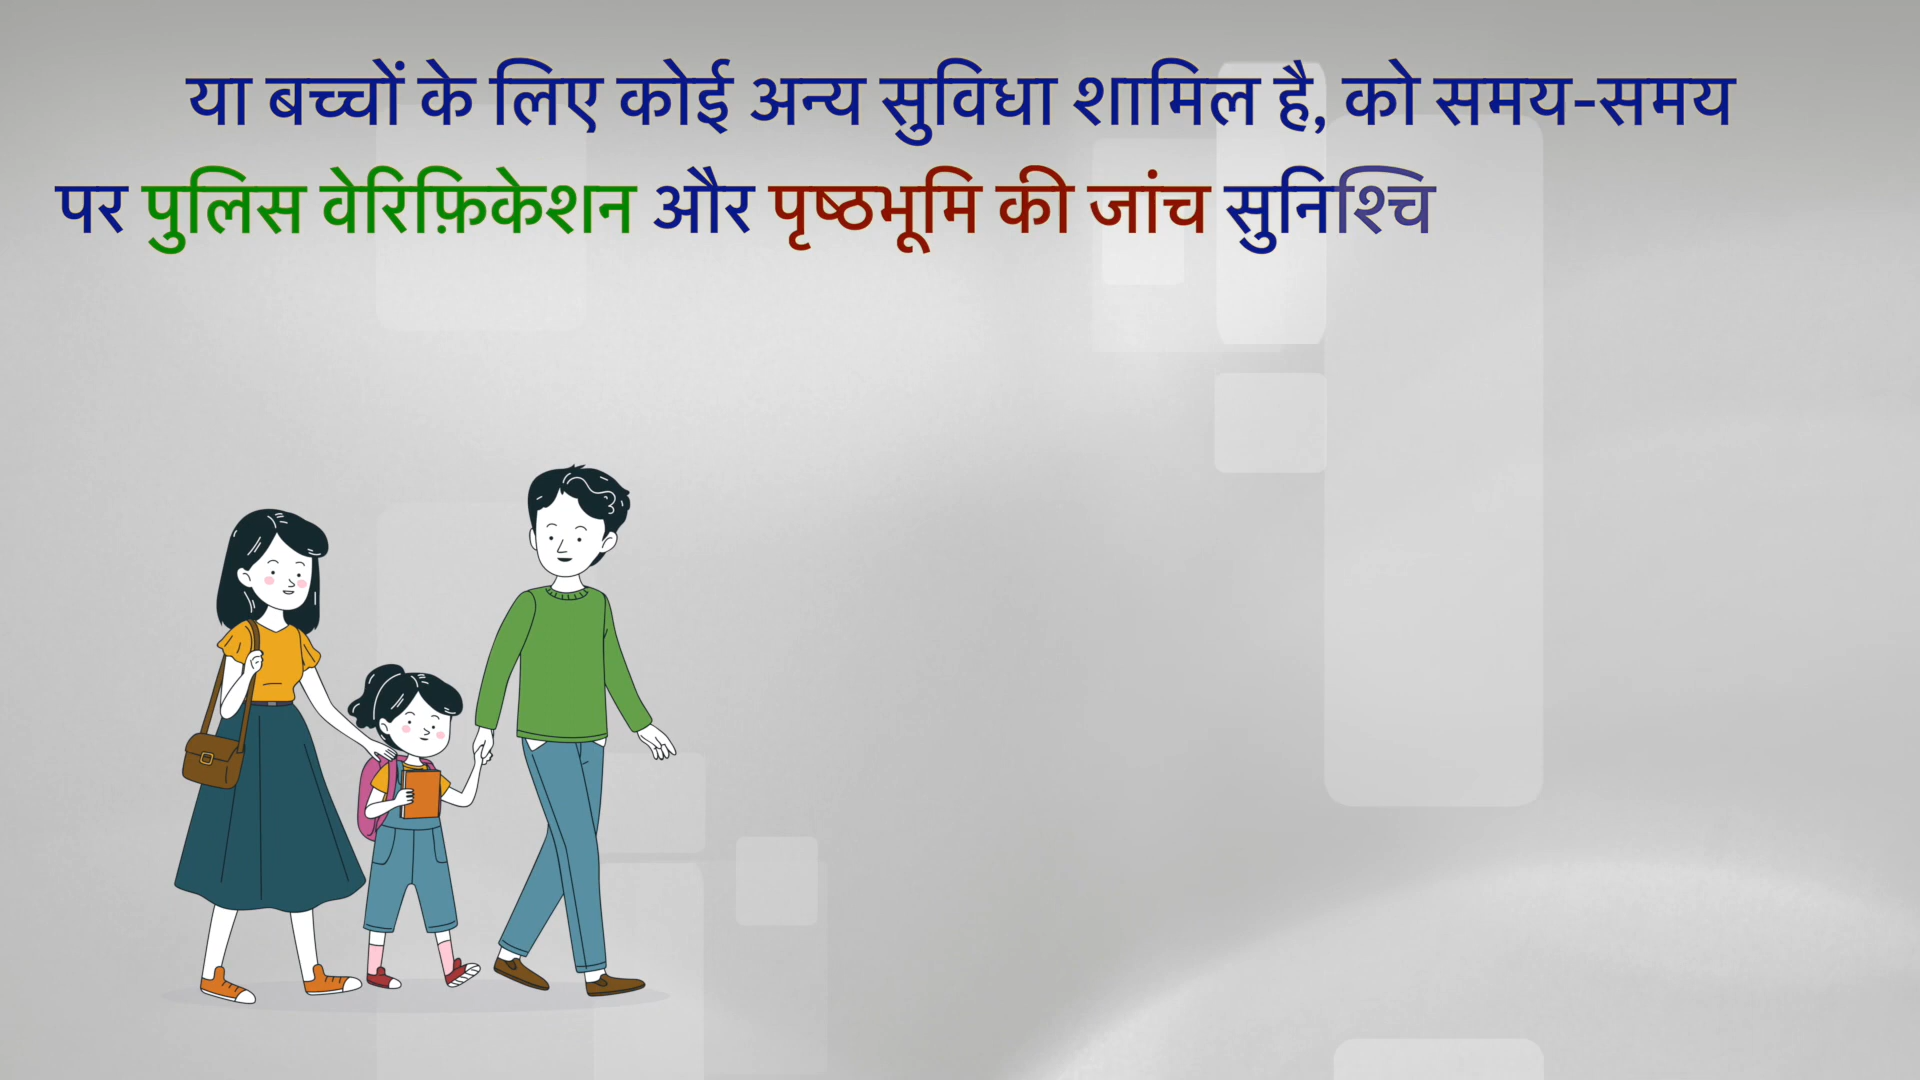 या बच्चों के लिए कोई अन्य सुविधा शामिल है, को समय-समय
पर पुलिस वेरिफ़िकेशन और पृष्ठभूमि की जांच सुनिश्चि